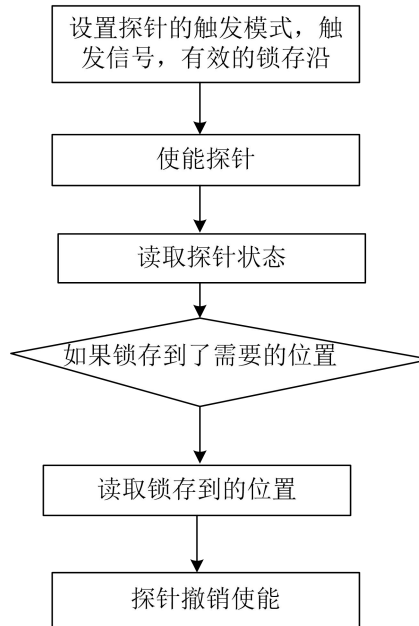 设置探针的触发模式，触
发信号，有效的锁存沿
使能探针
读取探针状态
如果锁存到了需要的位置
读取锁存到的位置
探针撤销使能